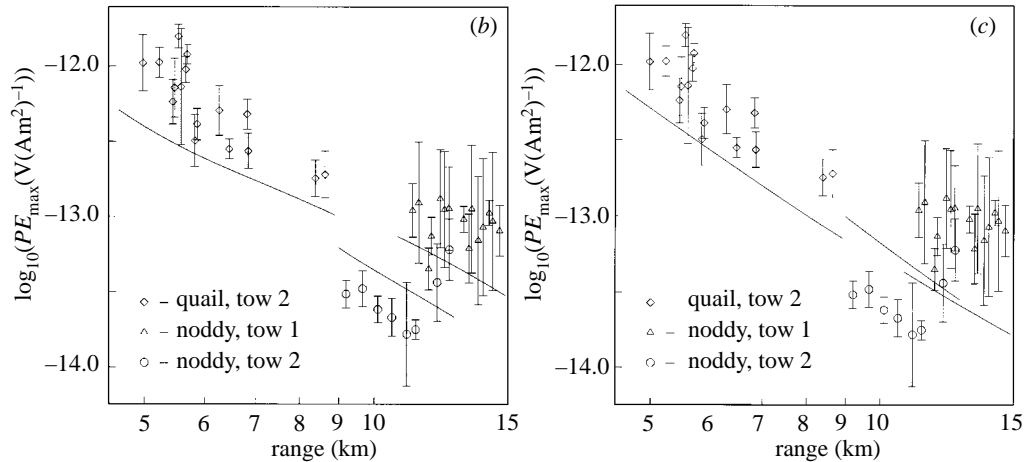 (b)
−12.0
−13.0
−14.0
log10(PEmax(V(Am²)⁻¹))
quail, tow 2
noddy, tow 1
noddy, tow 2
5 6 7 8 9 10 15
range (km)
(c)
−12.0
−13.0
−14.0
log10(PEmax(V(Am²)⁻¹))
quail, tow 2
noddy, tow 1
noddy, tow 2
5 6 7 8 9 10 15
range (km)